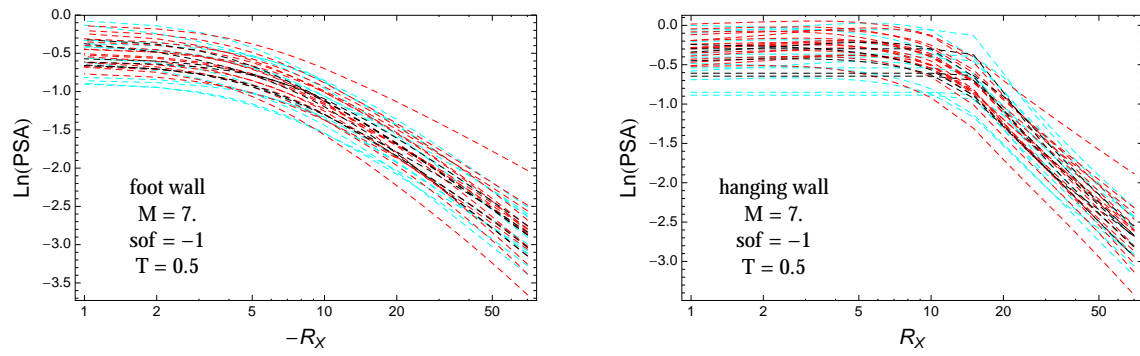 0.0
−0.5
−1.0
−1.5
−2.0
−2.5
−3.0
−3.5
Ln(PSA)
foot wall
M = 7.
sof = −1
T = 0.5
1 2 5 10 20 50
−R_X
0.0
−0.5
−1.0
−1.5
−2.0
−2.5
−3.0
Ln(PSA)
hanging wall
M = 7.
sof = −1
T = 0.5
1 2 5 10 20 50
R_X